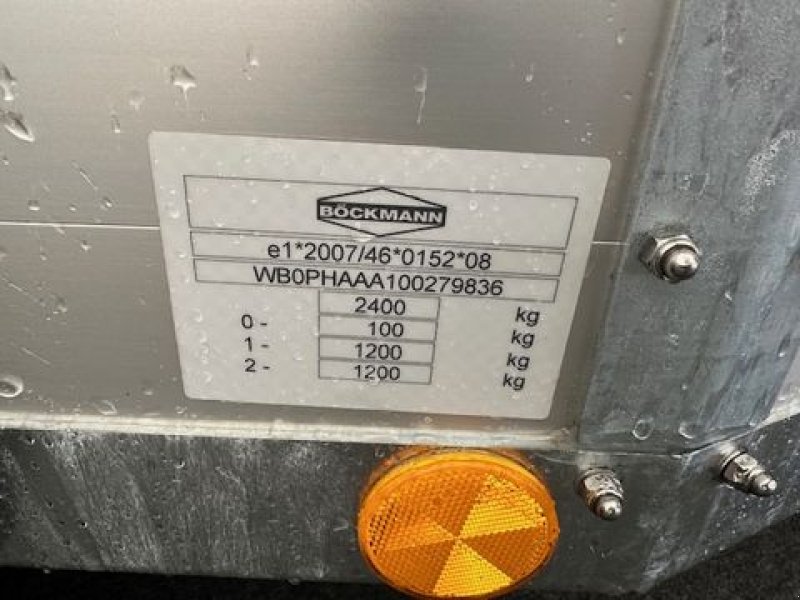 BÖCKMANN
e1*2007/46*0152*08
WB0PHAAA100279836
2400 kg
0 - 100 kg
1 - 1200 kg
2 - 1200 kg